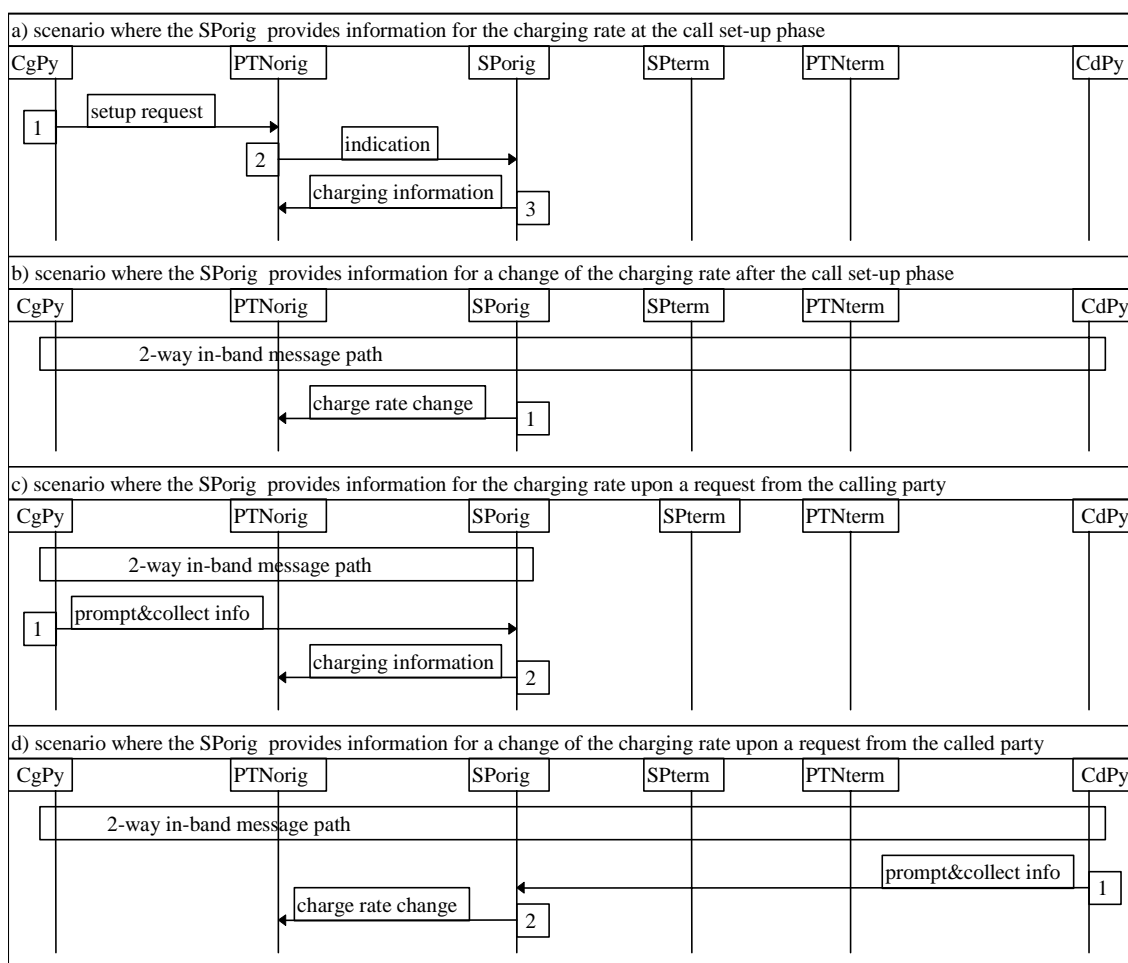 a) scenario where the SPorig  provides information for the charging rate at the call set-up phase
CgPy PTNorig SPorig SPterm PTNterm CdPy
setup request
1
indication
2
charging information
3
b) scenario where the SPorig  provides information for a change of the charging rate after the call set-up phase
CgPy PTNorig SPorig SPterm PTNterm CdPy
2-way in-band message path
charge rate change
1
c) scenario where the SPorig  provides information for the charging rate upon a request from the calling party
CgPy PTNorig SPorig SPterm PTNterm CdPy
2-way in-band message path
prompt&collect info
1
charging information
2
d) scenario where the SPorig  provides information for a change of the charging rate upon a request from the called party
CgPy PTNorig SPorig SPterm PTNterm CdPy
2-way in-band message path
prompt&collect info
1
charge rate change
2